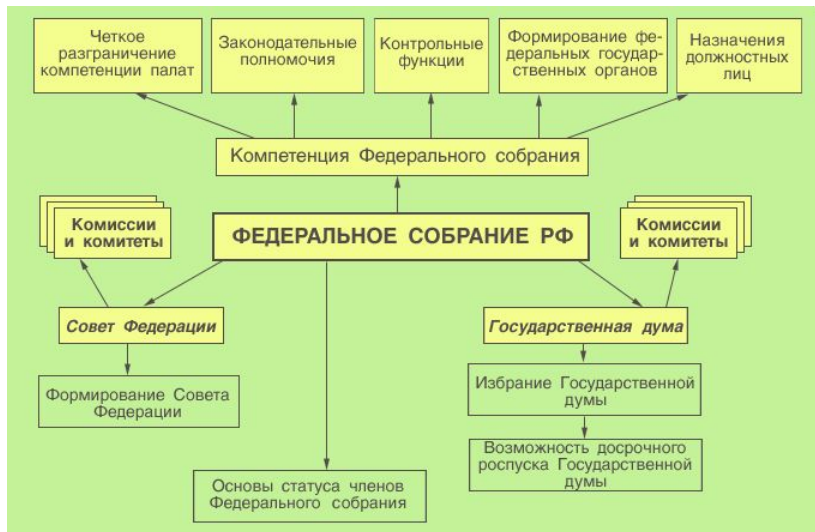 Четкое
разграничение
компетенции палат
Законодательные
полномочия
Контрольные
функции
Формирование фе-
деральных государ-
ственных органов
Назначения
должностных
лиц
Компетенция Федерального собрания
Комиссии
и комитеты
ФЕДЕРАЛЬНОЕ СОБРАНИЕ РФ
Комиссии
и комитеты
Совет Федерации
Государственная дума
Формирование Совета
Федерации
Избрание Государственной
думы
Возможность досрочного
роспуска Государственной
думы
Основы статуса членов
Федерального собрания